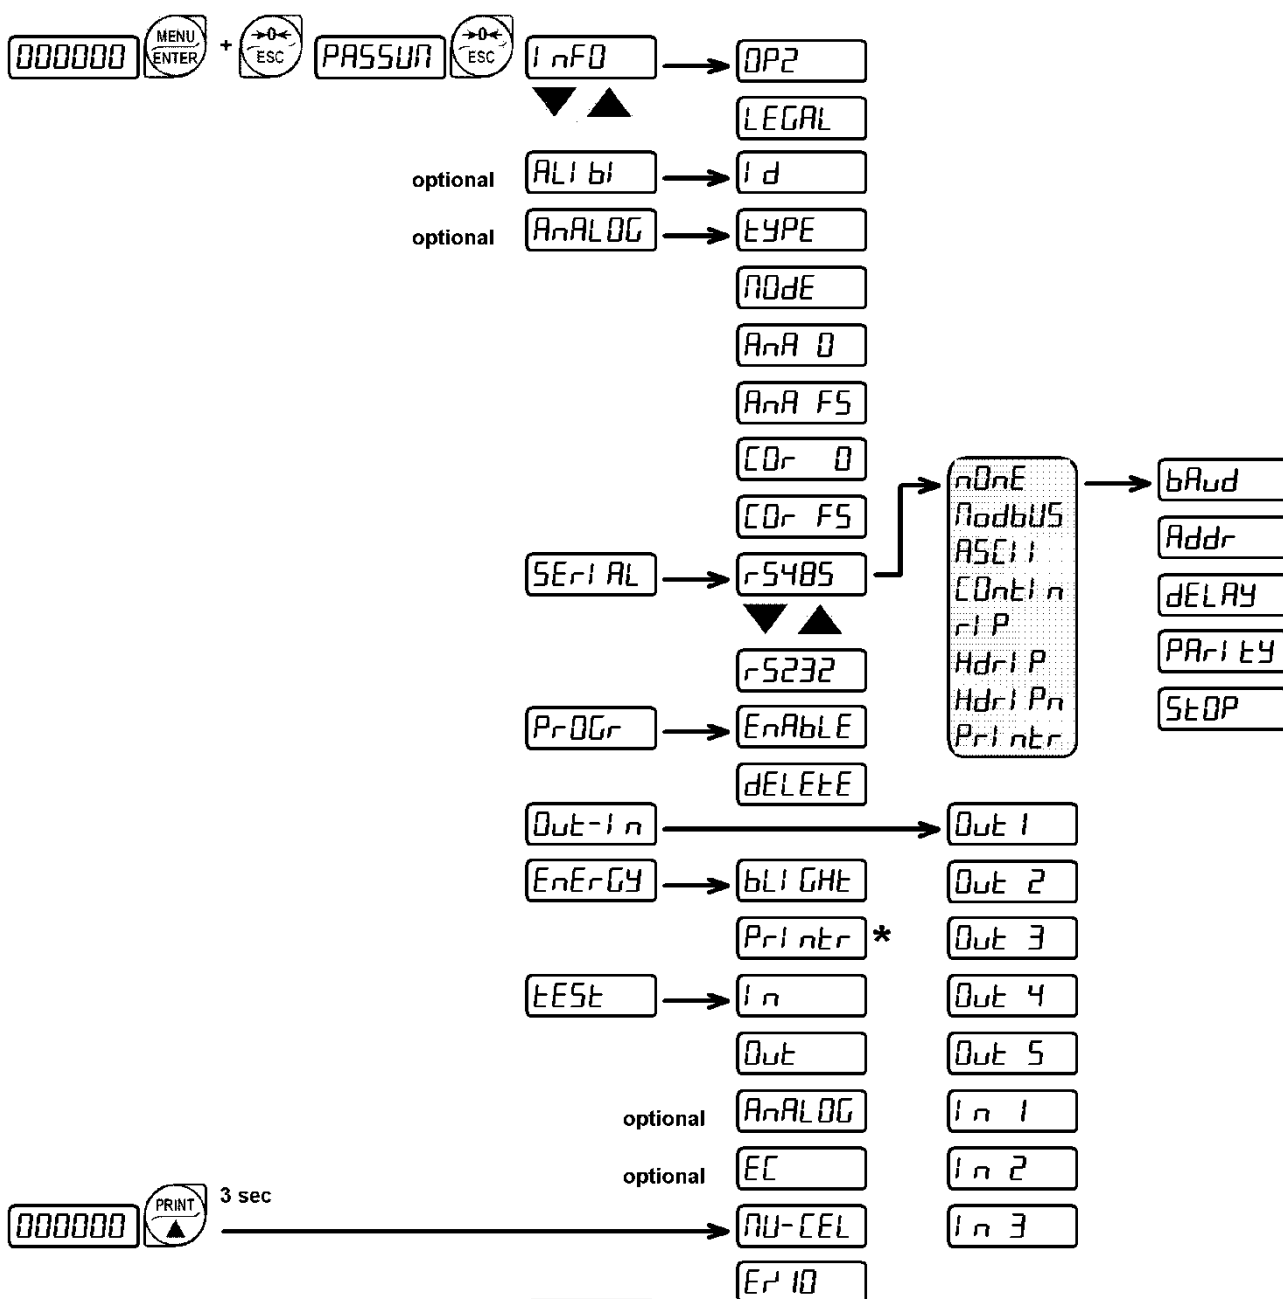 000000 MENU ENTER + →0← ESC PASSUM →0← ESC InFO OP2
LEGAL
optional ALIbI Id
optional AnALOG tYPE
MOdE
AnA 0
AnA FS
COr 0
COr FS
SErIAL rS485
rS232
nOnE
ModbUS
ASCII
COntIn
rIP
HdrIP
HdrIPn
PrIntr
bAud
Addr
dELAY
PArItY
StOP
PrOGr EnAbLE
dELEtE
Out-In Out 1
EnErGY bLIGHt Out 2
PrIntr * Out 3
tESt In Out 4
Out Out 5
optional AnALOG In 1
optional EC In 2
000000 PRINT 3 sec MU-CEL In 3